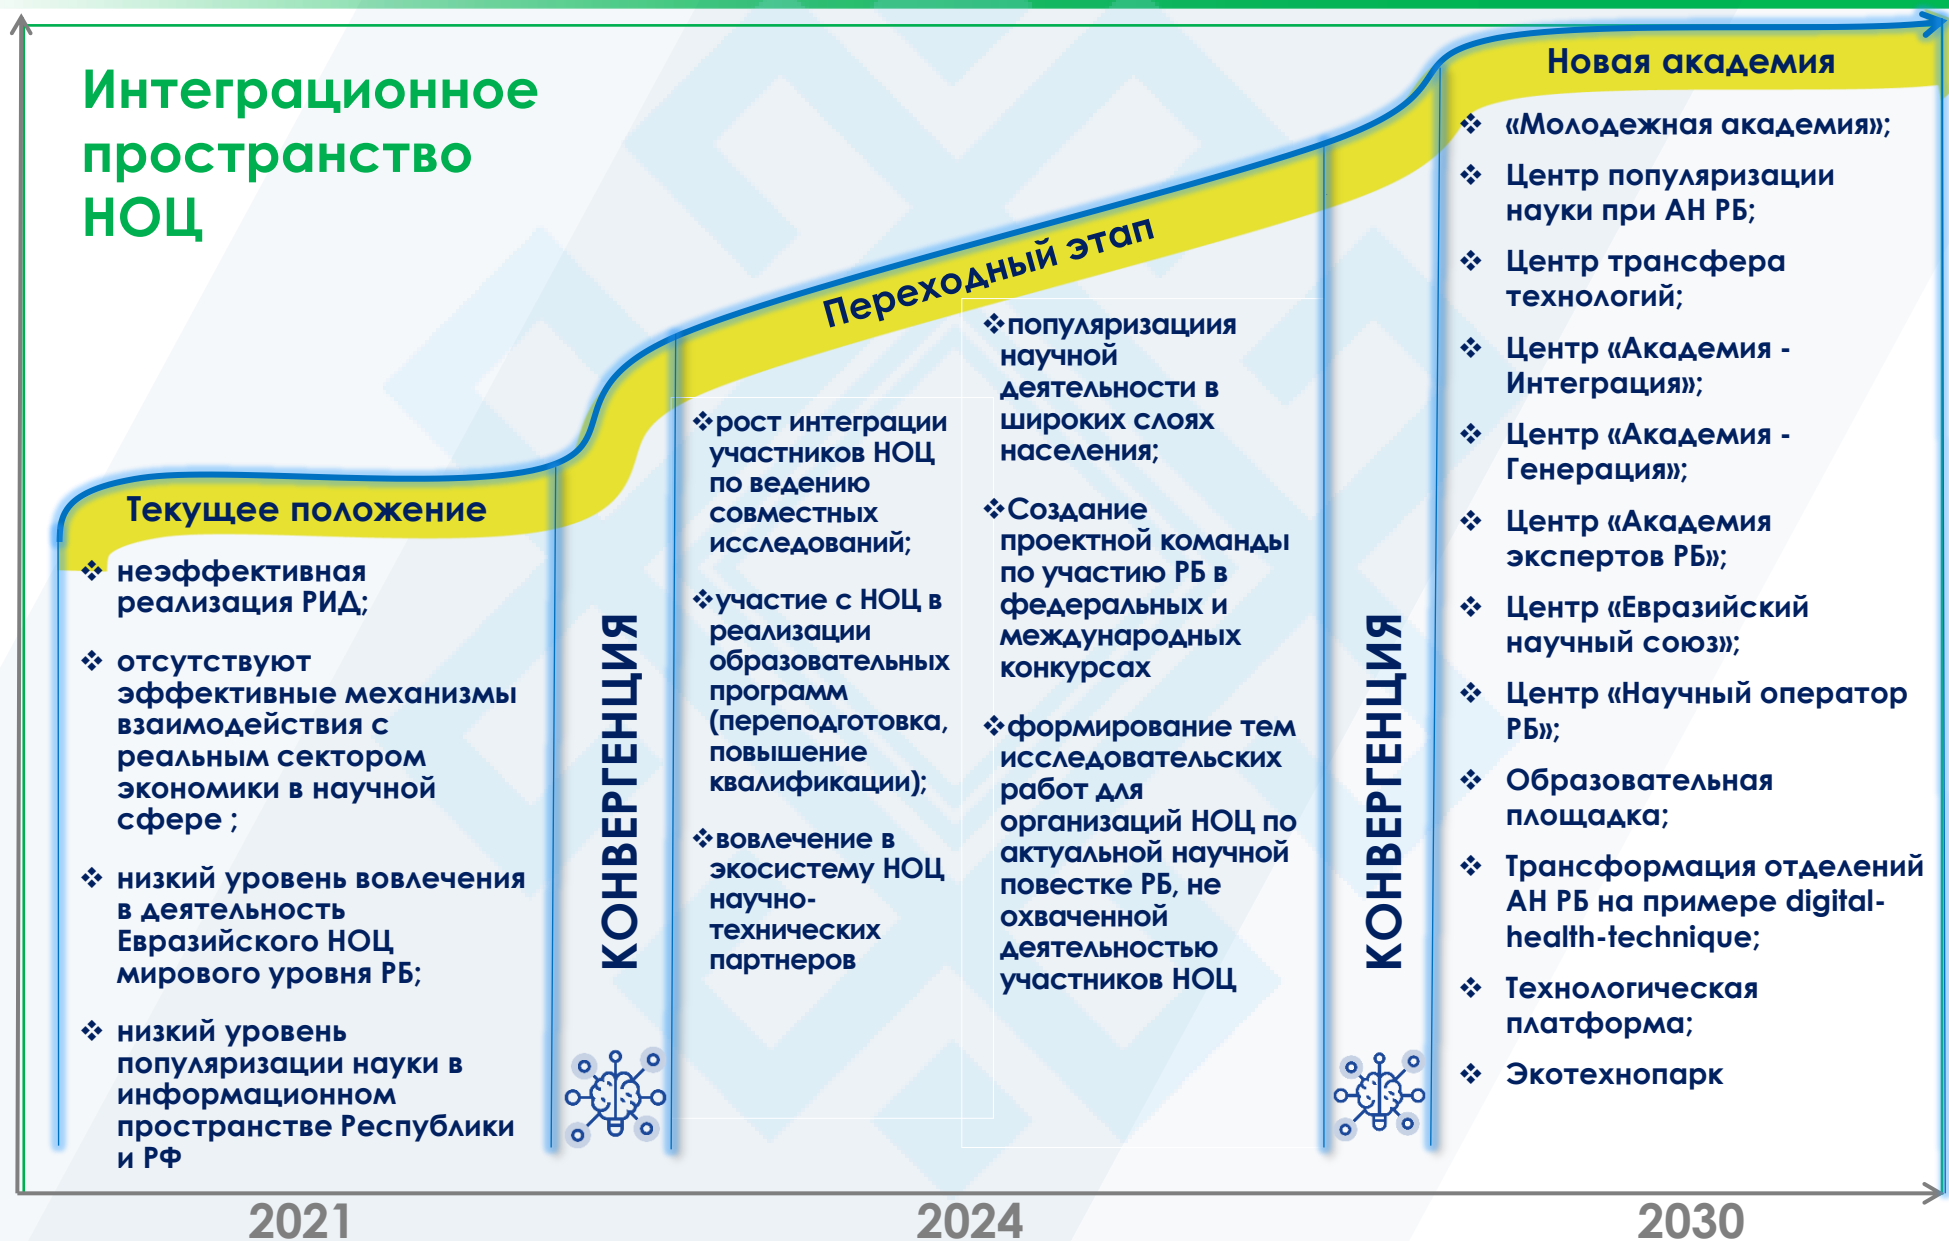 Интеграционное
пространство
НОЦ
Текущее положение
❖ неэффективная
реализация РИД;
❖ отсутствуют
эффективные механизмы
взаимодействия с
реальным сектором
экономики в научной
сфере ;
❖ низкий уровень вовлечения
в деятельность
Евразийского НОЦ
мирового уровня РБ;
❖ низкий уровень
популяризации науки в
информационном
пространстве Республики
и РФ
КОНВЕРГЕНЦИЯ
Переходный этап
❖рост интеграции
участников НОЦ
по ведению
совместных
исследований;
❖участие с НОЦ в
реализации
образовательных
программ
(переподготовка,
повышение
квалификации);
❖вовлечение в
экосистему НОЦ
научно-
технических
партнеров
❖популяризациия
научной
деятельности в
широких слоях
населения;
❖Создание
проектной команды
по участию РБ в
федеральных и
международных
конкурсах
❖формирование тем
исследовательских
работ для
организаций НОЦ по
актуальной научной
повестке РБ, не
охваченной
деятельностью
участников НОЦ
КОНВЕРГЕНЦИЯ
Новая академия
❖ «Молодежная академия»;
❖ Центр популяризации
науки при АН РБ;
❖ Центр трансфера
технологий;
❖ Центр «Академия -
Интеграция»;
❖ Центр «Академия -
Генерация»;
❖ Центр «Академия
экспертов РБ»;
❖ Центр «Евразийский
научный союз»;
❖ Центр «Научный оператор
РБ»;
❖ Образовательная
площадка;
❖ Трансформация отделений
АН РБ на примере digital-
health-technique;
❖ Технологическая
платформа;
❖ Экотехнопарк
2021
2024
2030